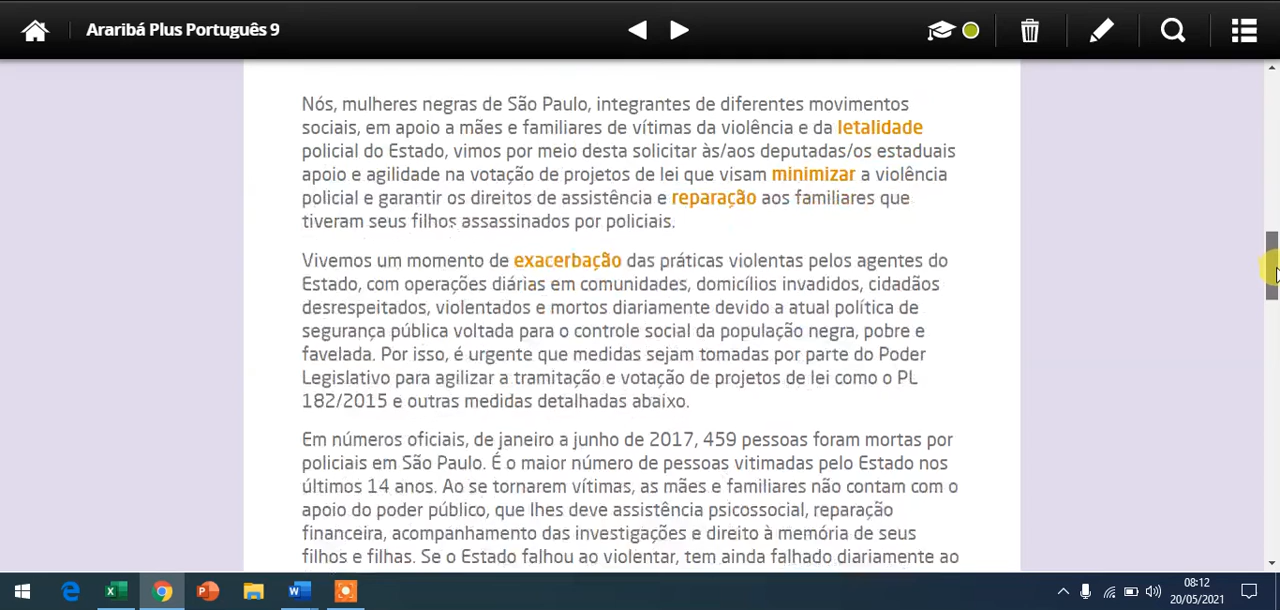 Araribá Plus Português 9
Nós, mulheres negras de São Paulo, integrantes de diferentes movimentos
sociais, em apoio a mães e familiares de vítimas da violência e da letalidade
policial do Estado, vimos por meio desta solicitar às/aos deputadas/os estaduais
apoio e agilidade na votação de projetos de lei que visam minimizar a violência
policial e garantir os direitos de assistência e reparação aos familiares que
tiveram seus filhos assassinados por policiais.
Vivemos um momento de exacerbação das práticas violentas pelos agentes do
Estado, com operações diárias em comunidades, domicílios invadidos, cidadãos
desrespeitados, violentados e mortos diariamente devido a atual política de
segurança pública voltada para o controle social da população negra, pobre e
favelada. Por isso, é urgente que medidas sejam tomadas por parte do Poder
Legislativo para agilizar a tramitação e votação de projetos de lei como o PL
182/2015 e outras medidas detalhadas abaixo.
Em números oficiais, de janeiro a junho de 2017, 459 pessoas foram mortas por
policiais em São Paulo. É o maior número de pessoas vitimadas pelo Estado nos
últimos 14 anos. Ao se tornarem vítimas, as mães e familiares não contam com o
apoio do poder público, que lhes deve assistência psicossocial, reparação
financeira, acompanhamento das investigações e direito à memória de seus
filhos e filhas. Se o Estado falhou ao violentar, tem ainda falhado diariamente ao
08:12
20/05/2021